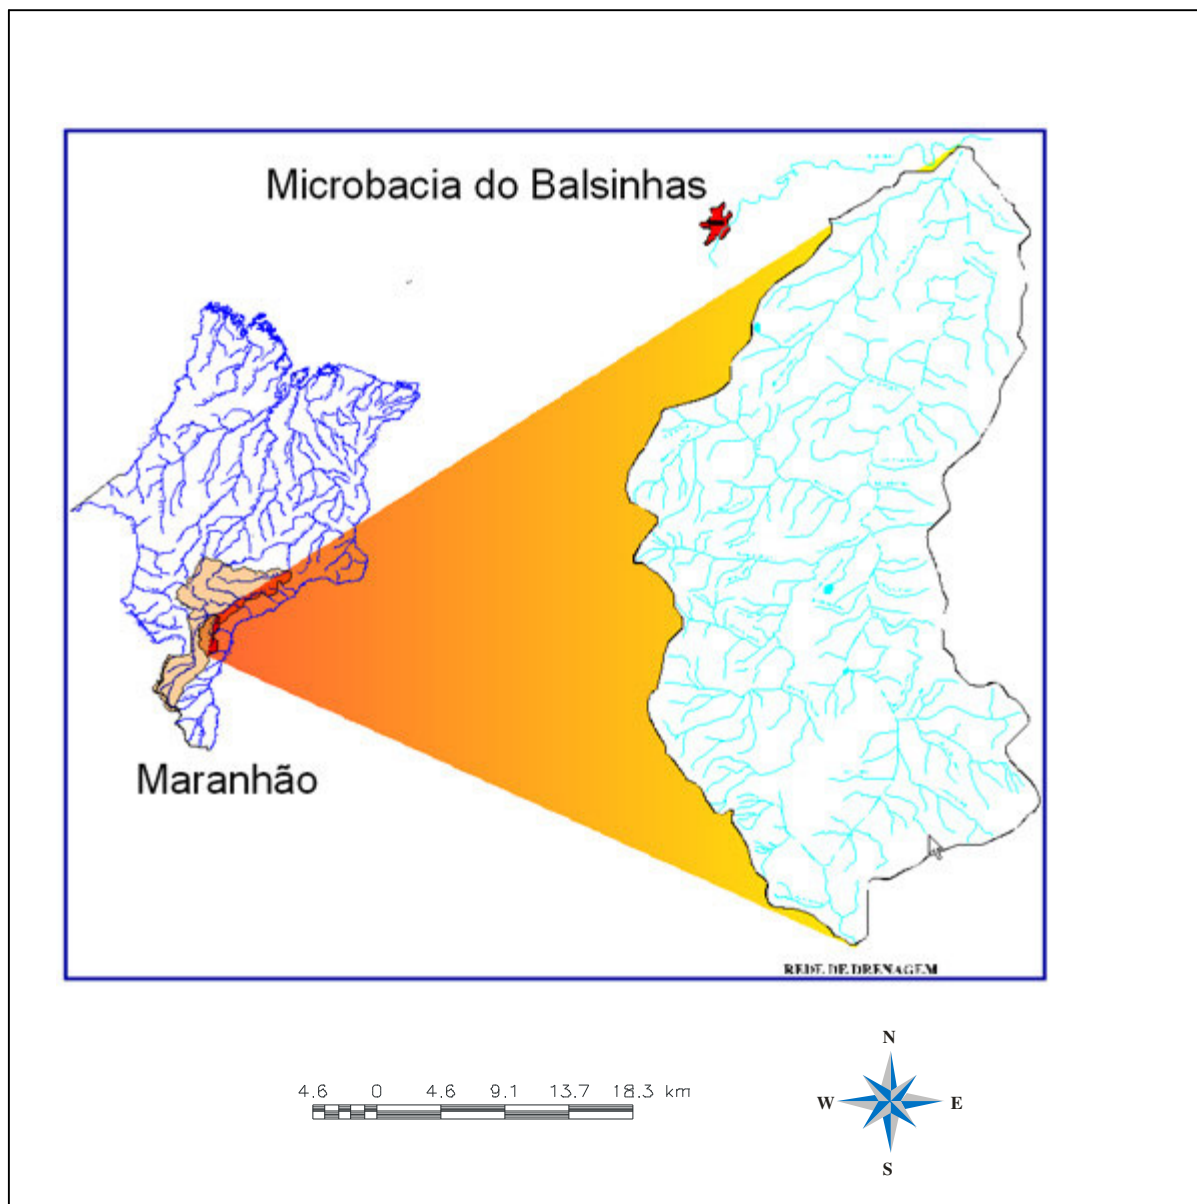 Microbacia do Balsinhas
Maranhão
REDE DE DRENAGEM
4.6 0 4.6 9.1 13.7 18.3 km
N
W E
S